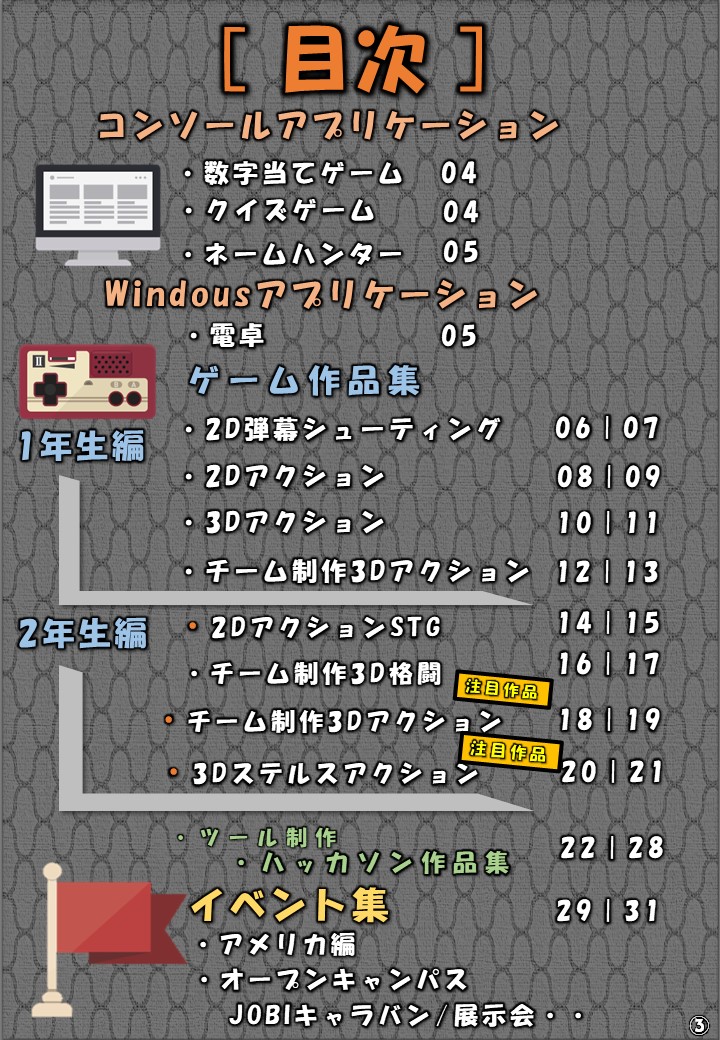 [ 目次 ]
コンソールアプリケーション
・数字当てゲーム 04
・クイズゲーム 04
・ネームハンター 05
Windousアプリケーション
・電卓 05
ゲーム作品集
II
B A
1年生編
・2D弾幕シューティング 06|07
・2Dアクション 08|09
・3Dアクション 10|11
・チーム制作3Dアクション 12|13
2年生編
・2DアクションSTG 14|15
・チーム制作3D格闘 16|17
注目作品
・チーム制作3Dアクション 18|19
注目作品
・3Dステルスアクション 20|21
・ツール制作
・ハッカソン作品集 22|28
イベント集 29|31
・アメリカ編
・オープンキャンパス
JOBIキャラバン/展示会・・
③